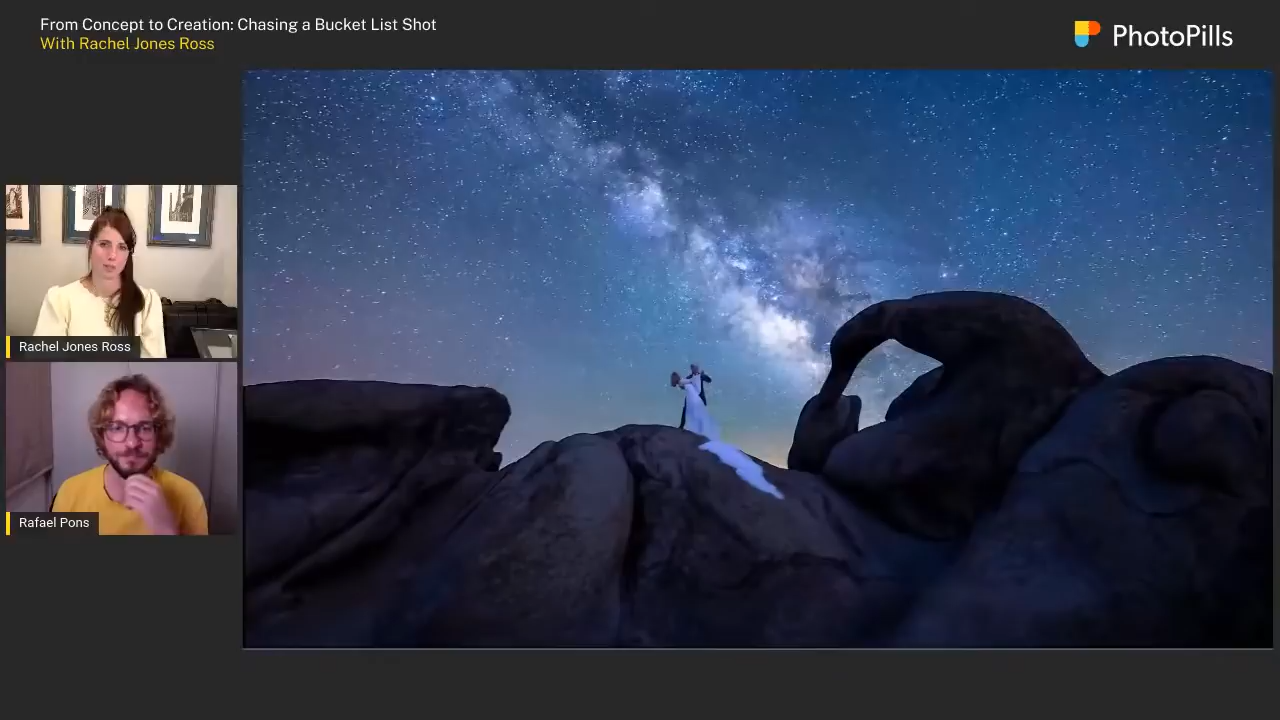 From Concept to Creation: Chasing a Bucket List Shot
With Rachel Jones Ross
PhotoPills
Rachel Jones Ross
Rafael Pons